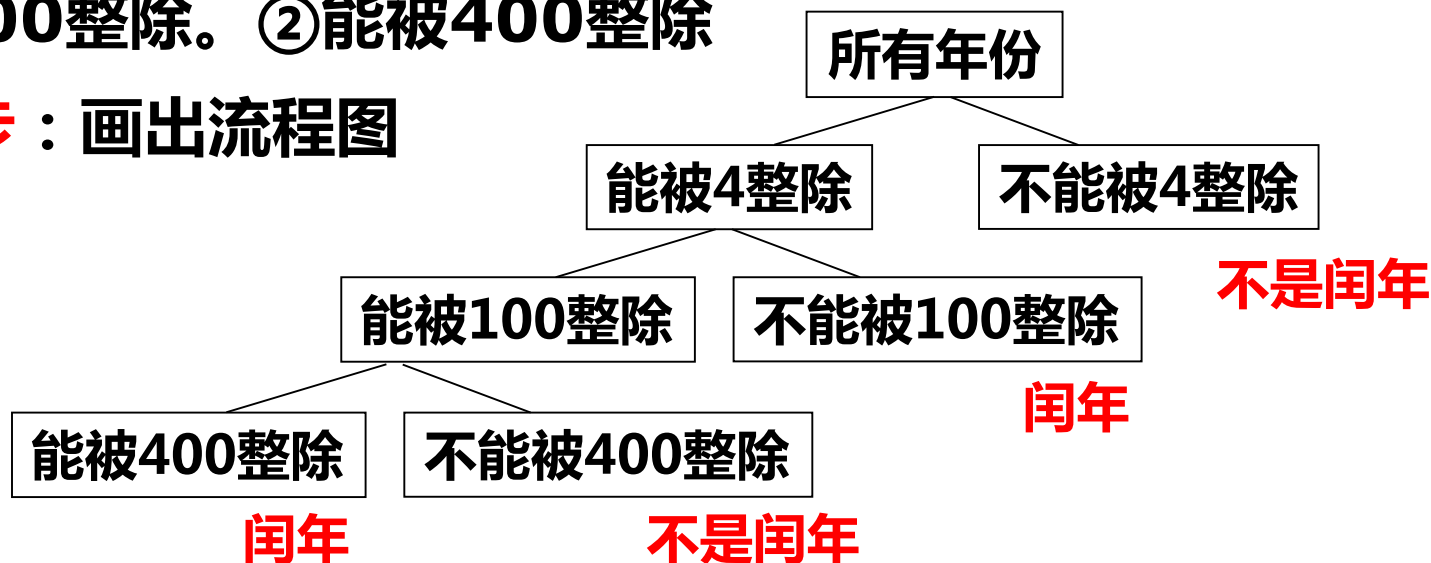 00整除。②能被400整除
：画出流程图
所有年份
能被4整除
不能被4整除
不是闰年
能被100整除
不能被100整除
闰年
能被400整除
不能被400整除
闰年
不是闰年